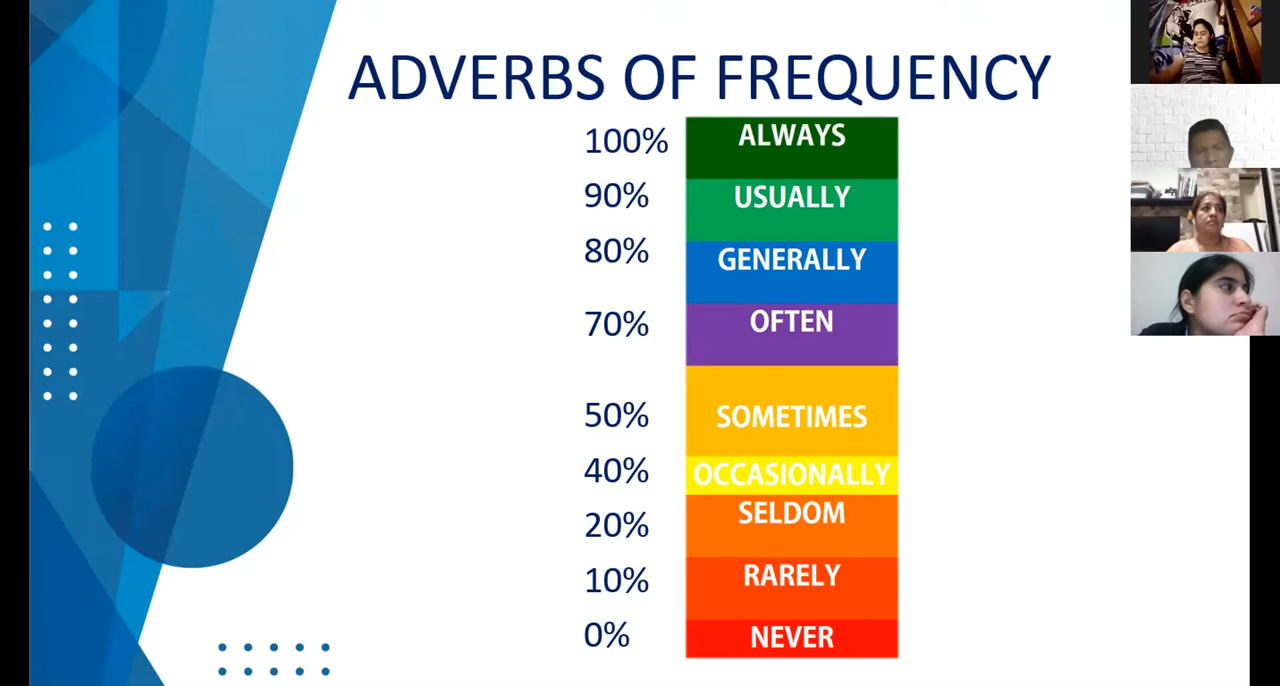 ADVERBS OF FREQUENCY
100% ALWAYS
90% USUALLY
80% GENERALLY
70% OFTEN
50% SOMETIMES
40% OCCASIONALLY
20% SELDOM
10% RARELY
0% NEVER